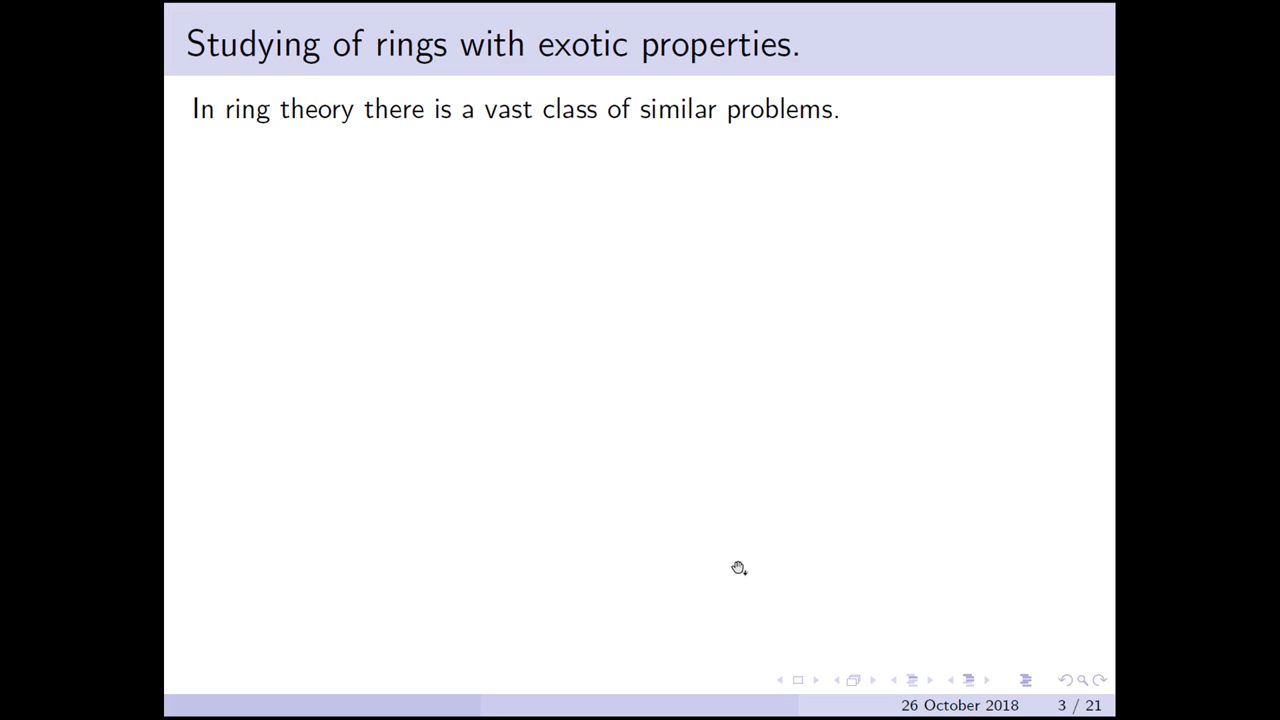 Studying of rings with exotic properties.
In ring theory there is a vast class of similar problems.
26 October 2018 3 / 21